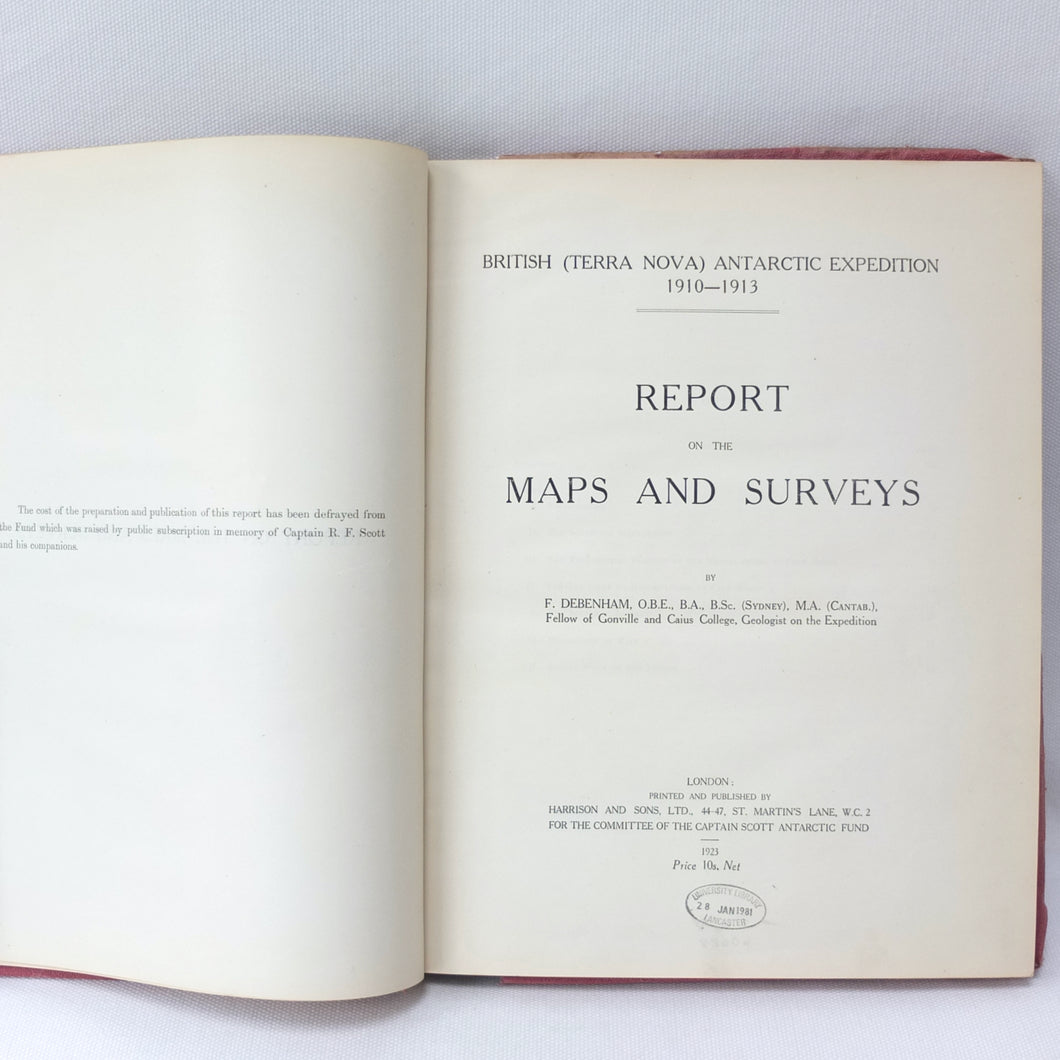 The cost of the preparation and publication of this report has been defrayed from
the Fund which was raised by public subscription in memory of Captain R. F. Scott
and his companions.
BRITISH (TERRA NOVA) ANTARCTIC EXPEDITION
1910—1913
REPORT
ON THE
MAPS AND SURVEYS
BY
F. DEBENHAM, O.B.E., B.A., B.Sc. (SYDNEY), M.A. (CANTAB.),
Fellow of Gonville and Caius College, Geologist on the Expedition
LONDON:
PRINTED AND PUBLISHED BY
HARRISON AND SONS, LTD., 44-47, ST. MARTIN'S LANE, W.C. 2
FOR THE COMMITTEE OF THE CAPTAIN SCOTT ANTARCTIC FUND
1923
Price 10s. Net
UNIVERSITY LIBRARY
28 JAN 1981
LANCASTER